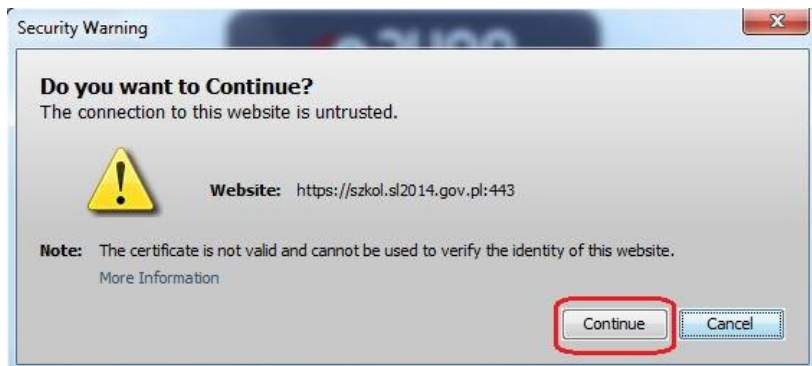 Security Warning
Do you want to Continue?
The connection to this website is untrusted.
Website: https://szkol.sl2014.gov.pl:443
Note: The certificate is not valid and cannot be used to verify the identity of this website.
More Information
Continue Cancel